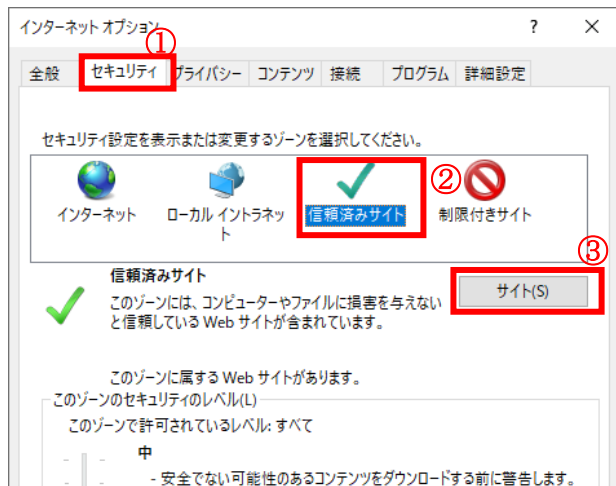 インターネット オプション ? ×
①
全般 セキュリティ プライバシー コンテンツ 接続 プログラム 詳細設定
セキュリティ設定を表示または変更するゾーンを選択してください。
②
インターネット ローカル イントラネット 信頼済みサイト 制限付きサイト
③
信頼済みサイト
サイト(S)
このゾーンには、コンピューターやファイルに損害を与えない
と信頼している Web サイトが含まれています。
このゾーンに属する Web サイトがあります。
このゾーンのセキュリティのレベル(L)
このゾーンで許可されているレベル: すべて
中
- 安全でない可能性のあるコンテンツをダウンロードする前に警告します。